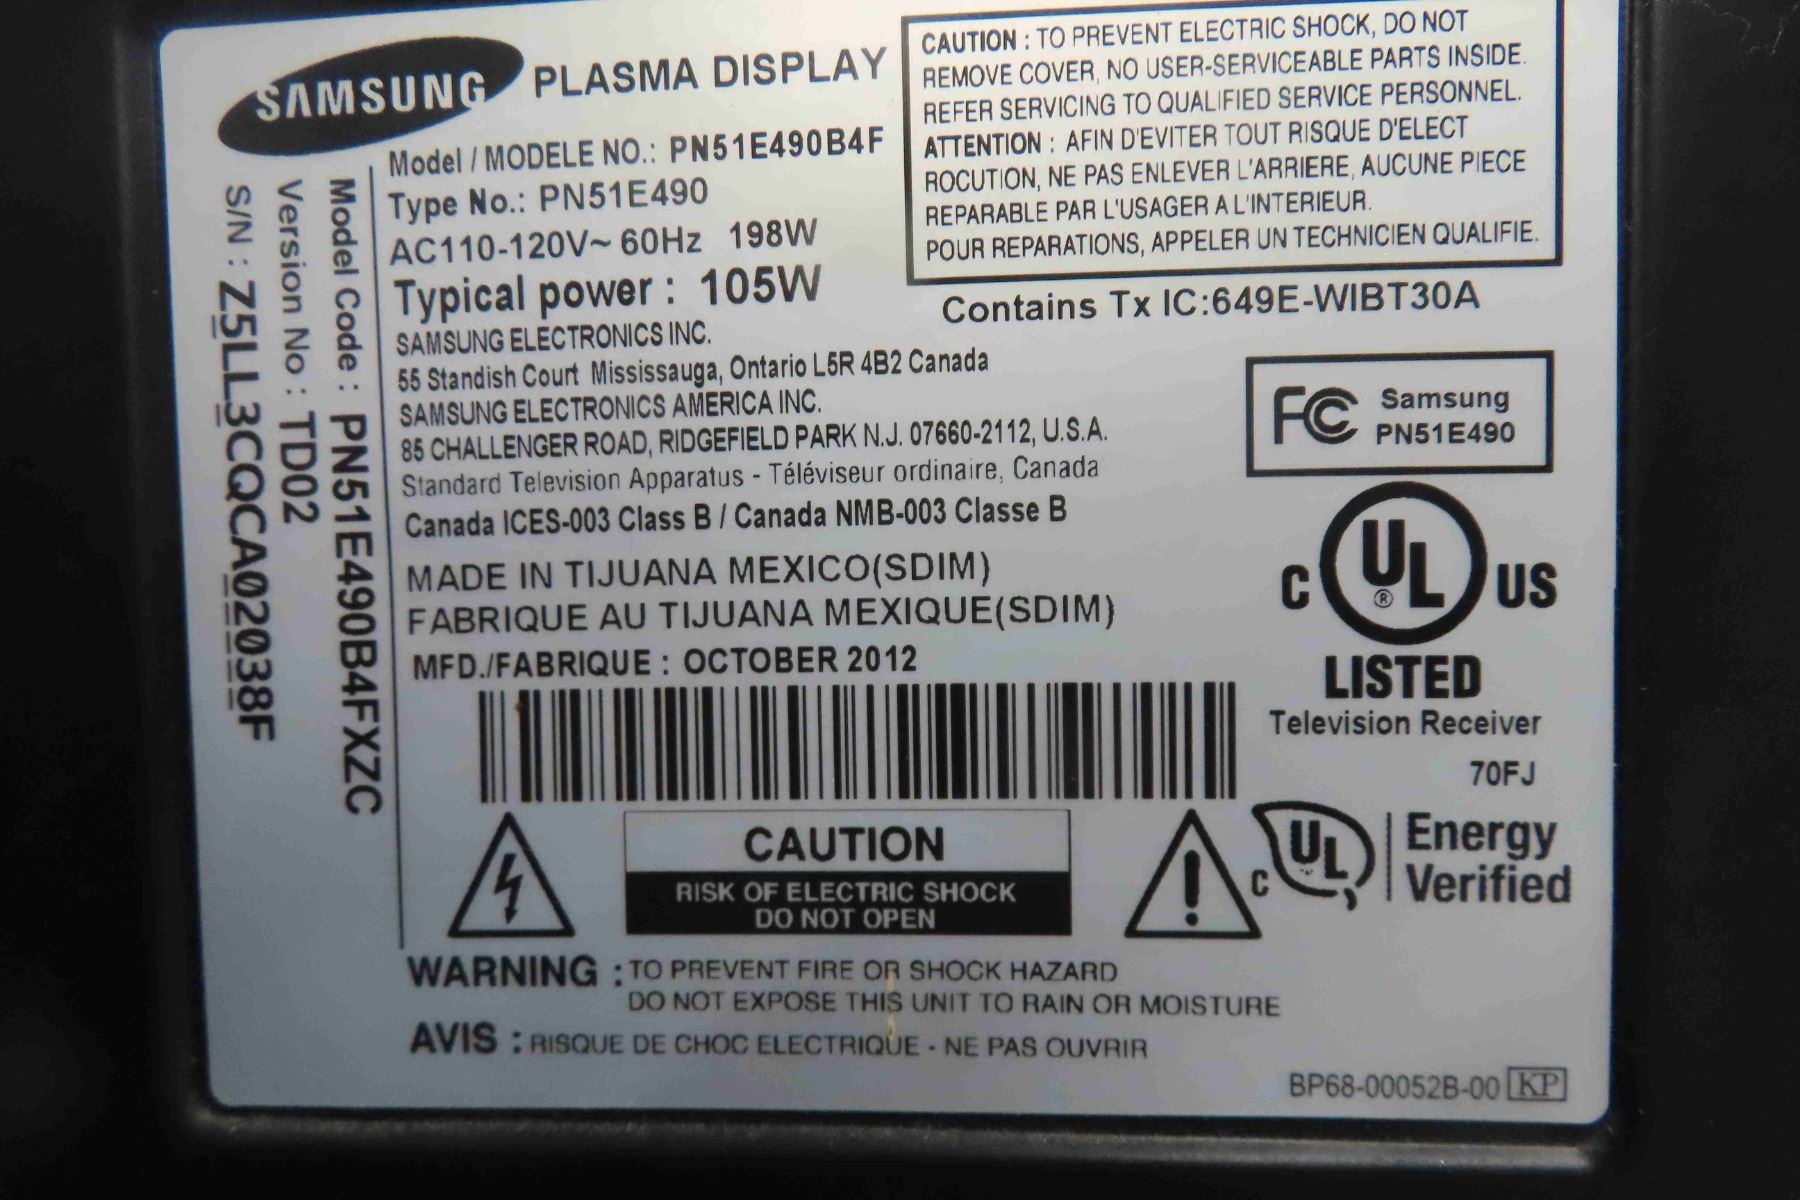 SAMSUNG PLASMA DISPLAY
Model / MODELE NO.: PN51E490B4F
Type No.: PN51E490
AC110-120V~ 60Hz 198W
Typical power : 105W
SAMSUNG ELECTRONICS INC.
55 Standish Court Mississauga, Ontario L5R 4B2 Canada
SAMSUNG ELECTRONICS AMERICA INC.
85 CHALLENGER ROAD, RIDGEFIELD PARK N.J. 07660-2112, U.S.A.
Standard Television Apparatus - Téléviseur ordinaire, Canada
Canada ICES-003 Class B / Canada NMB-003 Classe B
MADE IN TIJUANA MEXICO(SDIM)
FABRIQUE AU TIJUANA MEXIQUE(SDIM)
MFD./FABRIQUE : OCTOBER 2012
Model Code : PN51E490B4FXZC
Version No : TD02
S/N : Z5LL3CQCA02038F
CAUTION : TO PREVENT ELECTRIC SHOCK, DO NOT
REMOVE COVER, NO USER-SERVICEABLE PARTS INSIDE.
REFER SERVICING TO QUALIFIED SERVICE PERSONNEL.
ATTENTION : AFIN D'EVITER TOUT RISQUE D'ELECT
ROCUTION, NE PAS ENLEVER L'ARRIERE, AUCUNE PIECE
REPARABLE PAR L'USAGER A L'INTERIEUR.
POUR REPARATIONS, APPELER UN TECHNICIEN QUALIFIE.
Contains Tx IC:649E-WIBT30A
FC Samsung
PN51E490
C UL ® US
LISTED
Television Receiver
70FJ
C UL Energy
Verified
CAUTION
RISK OF ELECTRIC SHOCK
DO NOT OPEN
WARNING : TO PREVENT FIRE OR SHOCK HAZARD
DO NOT EXPOSE THIS UNIT TO RAIN OR MOISTURE
AVIS : RISQUE DE CHOC ELECTRIQUE - NE PAS OUVRIR
BP68-00052B-00 KP